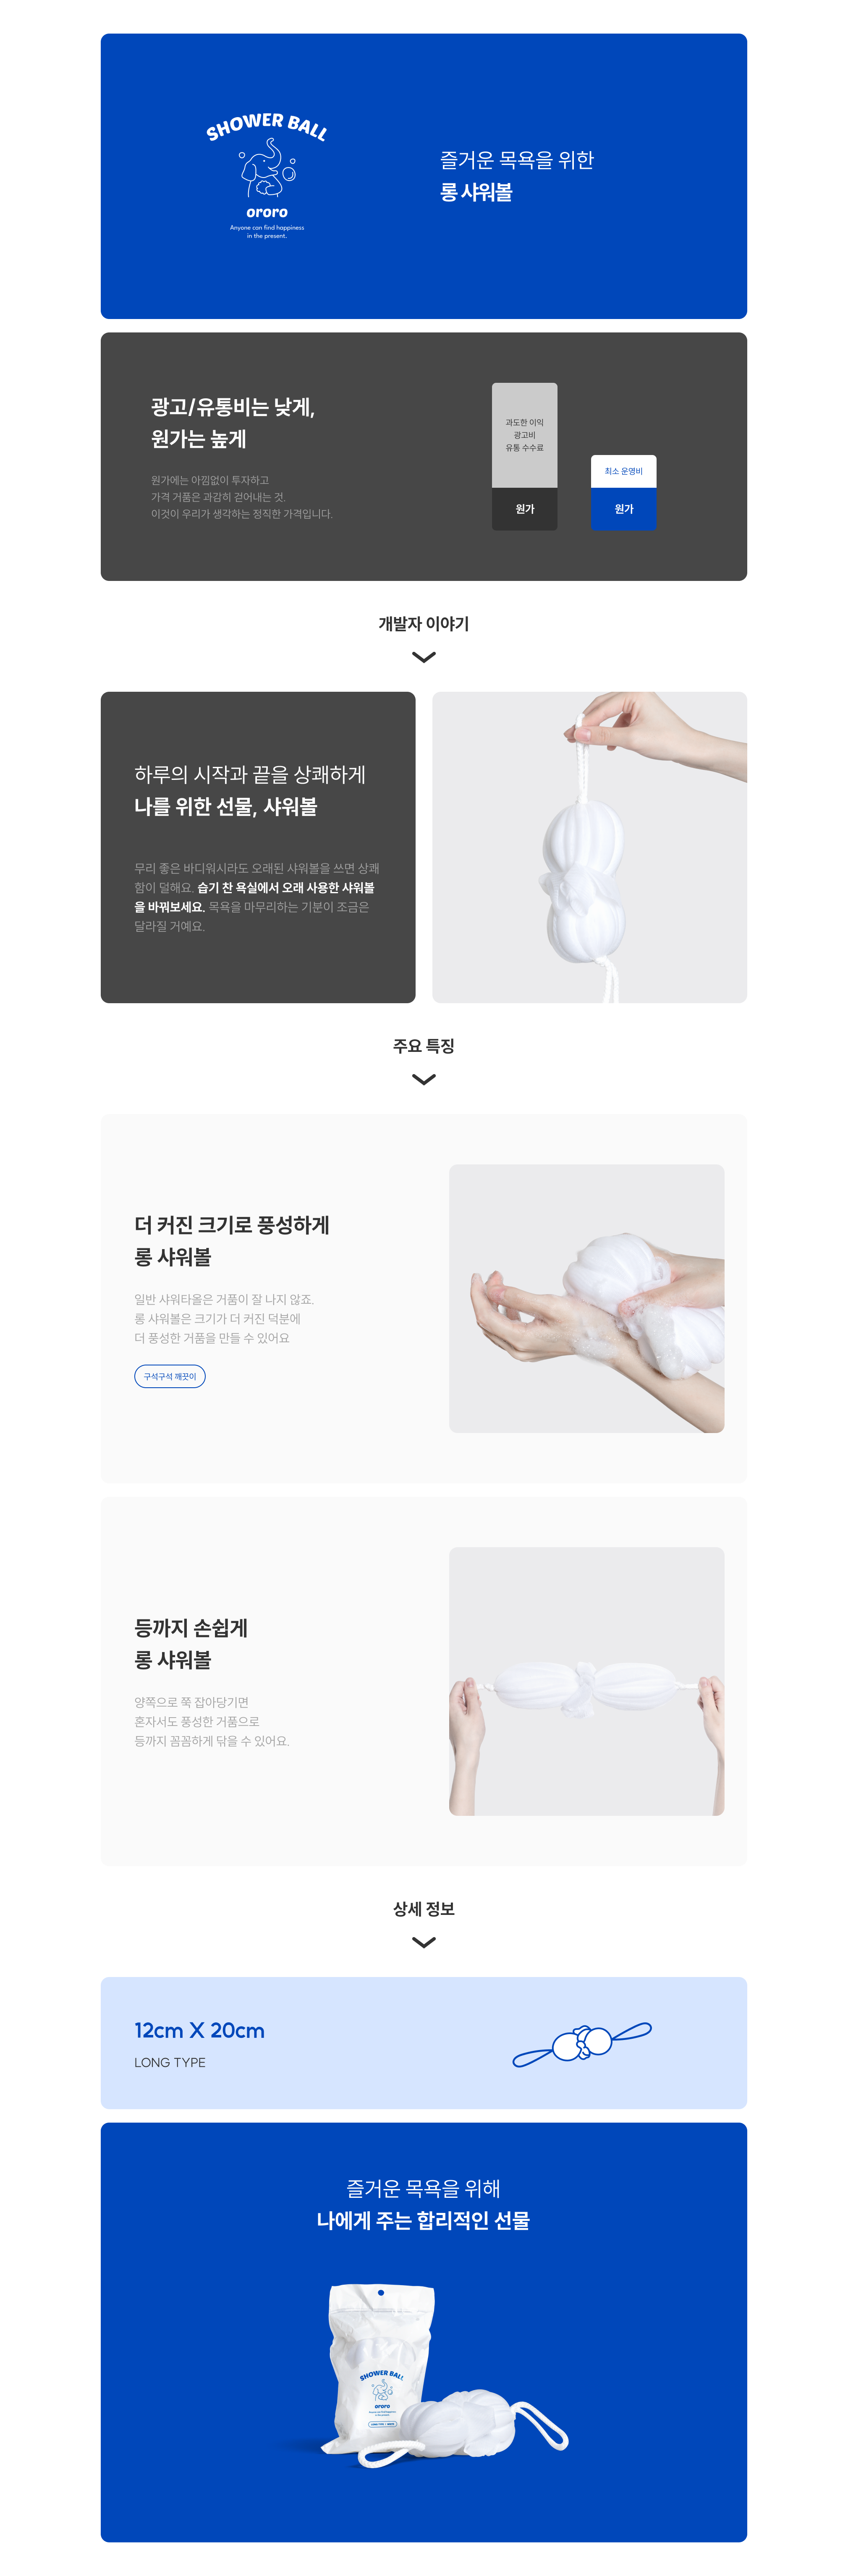 SHOWER BALL
ororo
Anyone can find happiness
in the present.
즐거운 목욕을 위한
롱 샤워볼
광고/유통비는 낮게,
원가는 높게
원가에는 아낌없이 투자하고
가격 거품은 과감히 걷어내는 것.
이것이 우리가 생각하는 정직한 가격입니다.
과도한 이익
광고비
유통 수수료
원가
최소 운영비
원가
개발자 이야기
하루의 시작과 끝을 상쾌하게
나를 위한 선물, 샤워볼
무리 좋은 바디워시라도 오래된 샤워볼을 쓰면 상쾌
함이 덜해요. 습기 찬 욕실에서 오래 사용한 샤워볼
을 바꿔보세요. 목욕을 마무리하는 기분이 조금은
달라질 거예요.
주요 특징
더 커진 크기로 풍성하게
롱 샤워볼
일반 샤워타올은 거품이 잘 나지 않죠.
롱 샤워볼은 크기가 더 커진 덕분에
더 풍성한 거품을 만들 수 있어요
구석구석 깨끗이
등까지 손쉽게
롱 샤워볼
양쪽으로 쭉 잡아당기면
혼자서도 풍성한 거품으로
등까지 꼼꼼하게 닦을 수 있어요.
상세 정보
12cm X 20cm
LONG TYPE
즐거운 목욕을 위해
나에게 주는 합리적인 선물
SHOWER BALL
ororo